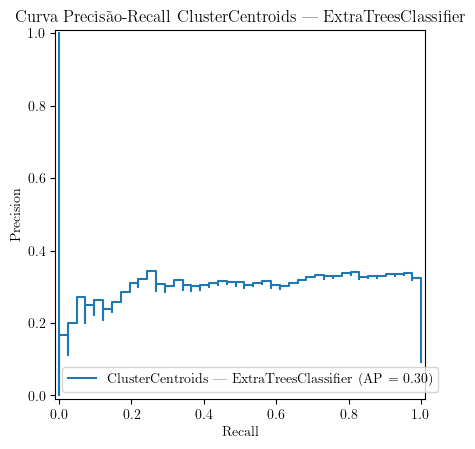 Curva Precisão-Recall ClusterCentroids — ExtraTreesClassifier
1.0
0.8
0.6
0.4
0.2
0.0
Precision
ClusterCentroids — ExtraTreesClassifier (AP = 0.30)
0.0 0.2 0.4 0.6 0.8 1.0
Recall